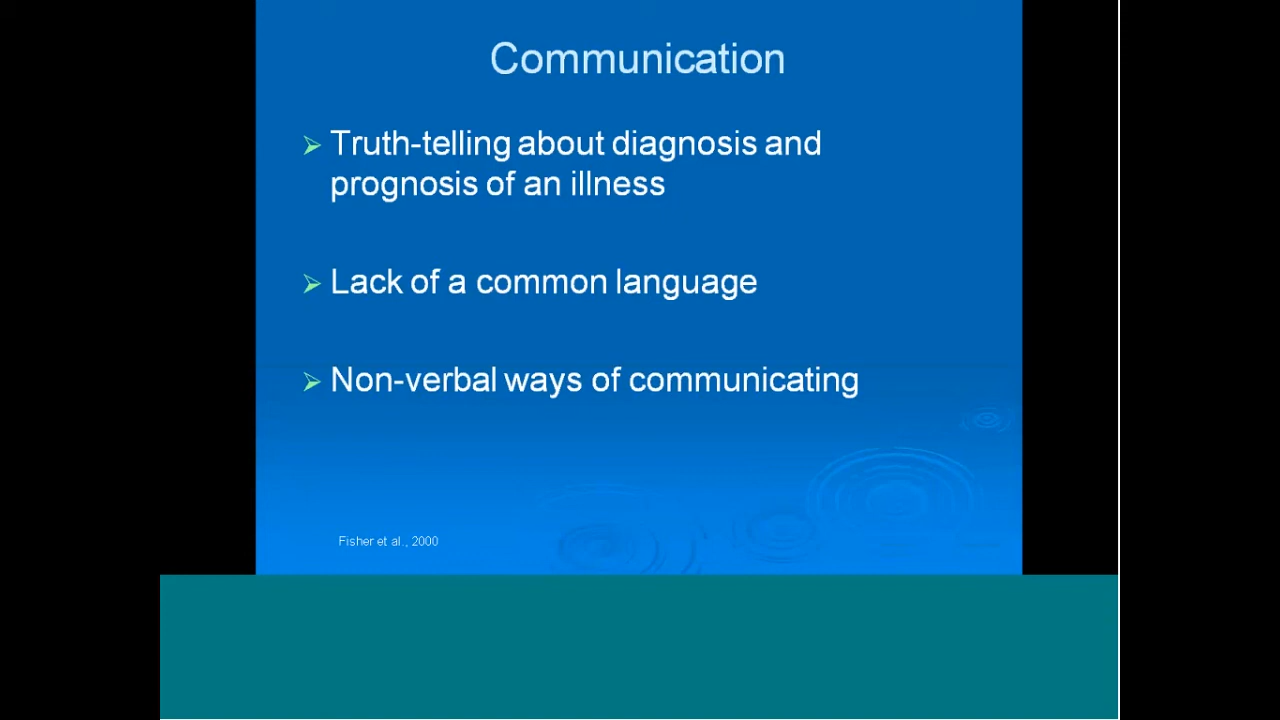 Communication
Truth-telling about diagnosis and
prognosis of an illness
Lack of a common language
Non-verbal ways of communicating
Fisher et al., 2000